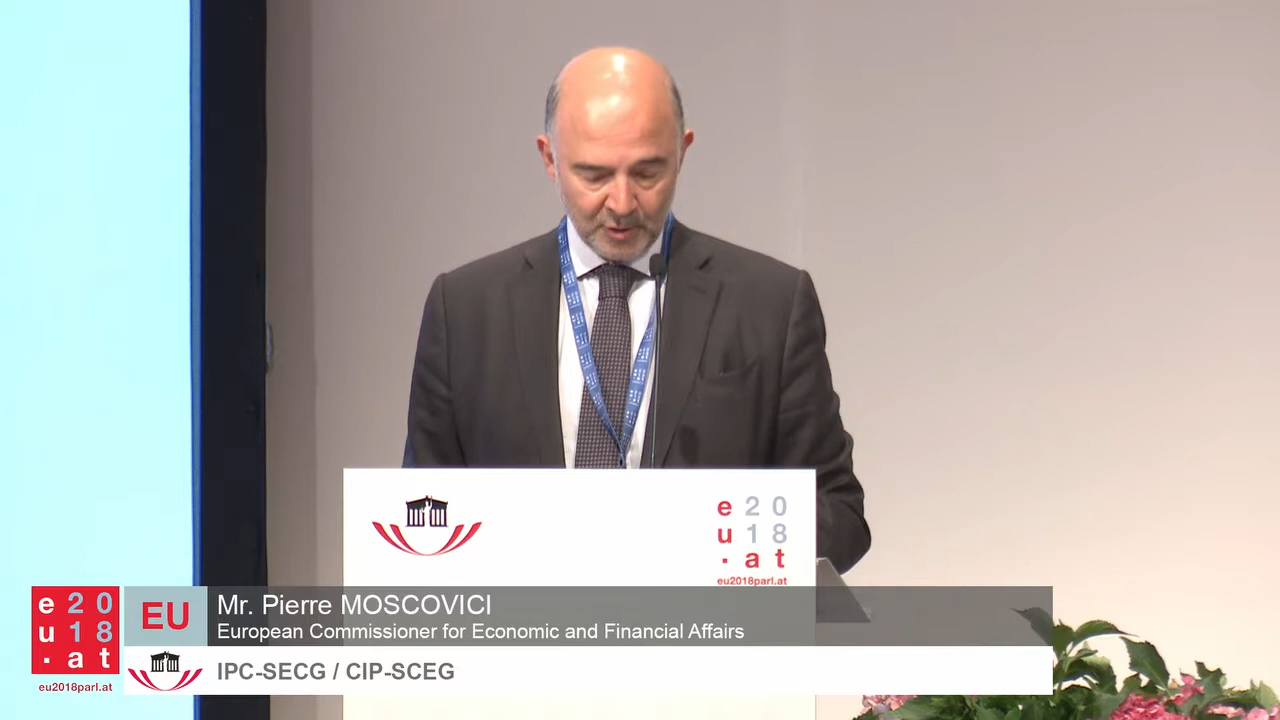 e 2 0
u 1 8
. a t
eu2018parl.at
e 2 0
u 1 8
. a t
eu2018parl.at
EU
Mr. Pierre MOSCOVICI
European Commissioner for Economic and Financial Affairs
IPC-SECG / CIP-SCEG